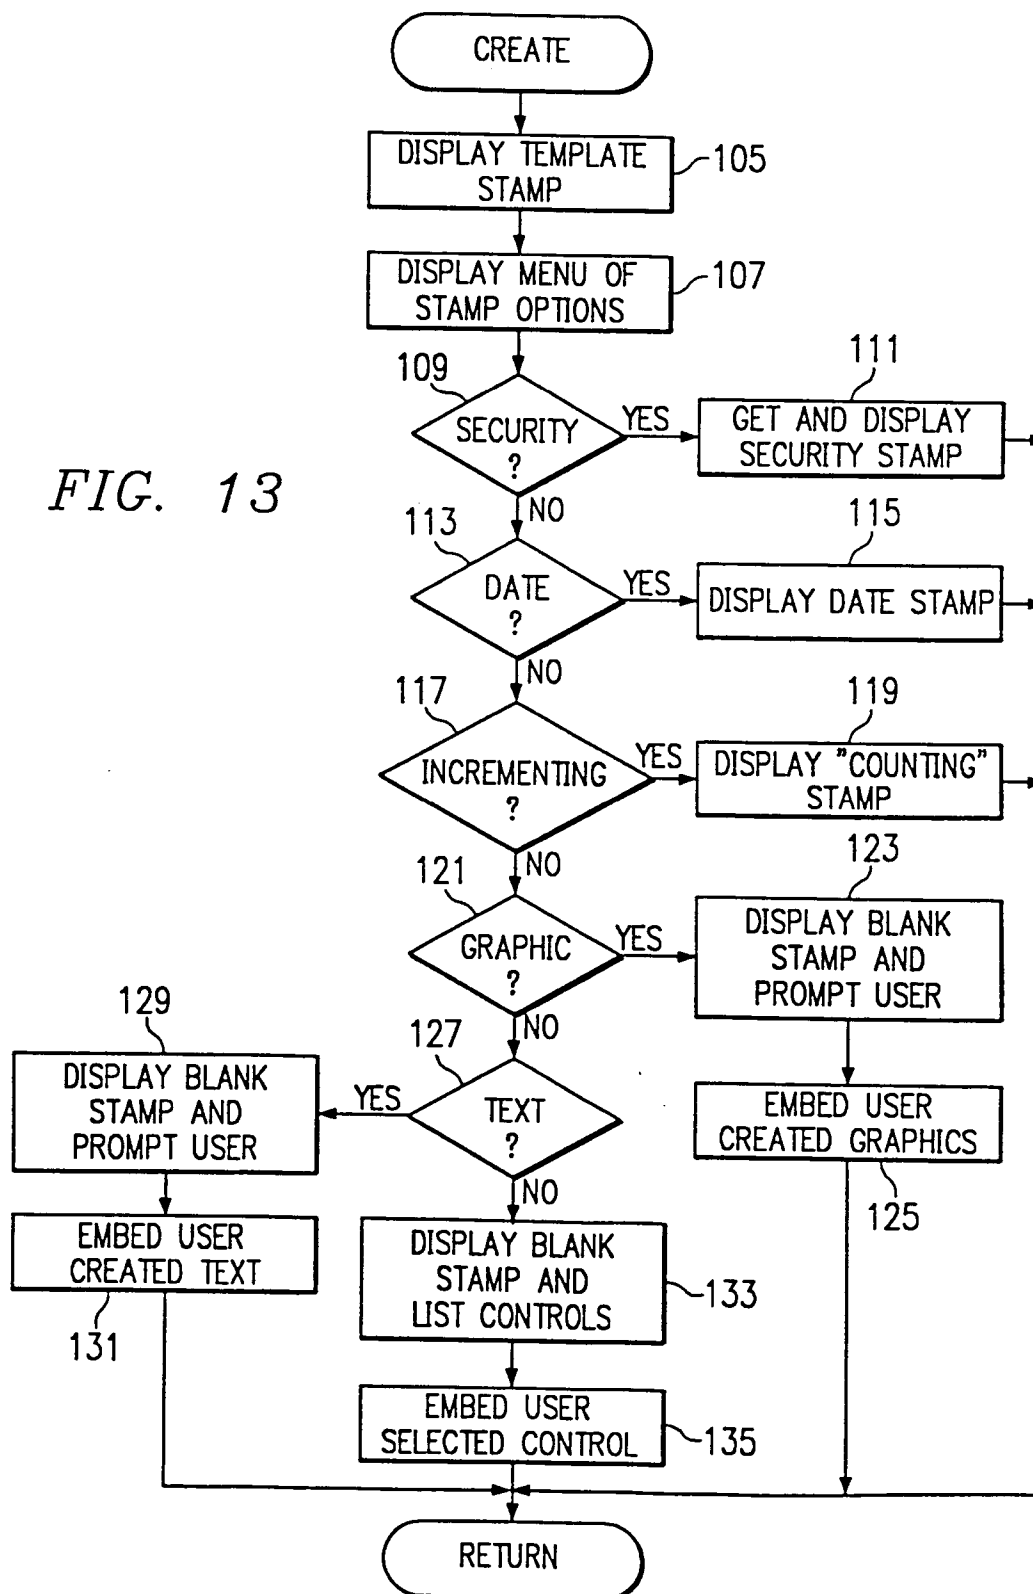 CREATE
DISPLAY TEMPLATE
STAMP
105
DISPLAY MENU OF
STAMP OPTIONS
107
109
SECURITY
?
YES
111
GET AND DISPLAY
SECURITY STAMP
FIG. 13
NO
113
DATE
?
YES
115
DISPLAY DATE STAMP
NO
117
INCREMENTING
?
YES
119
DISPLAY "COUNTING"
STAMP
NO
121
GRAPHIC
?
YES
123
DISPLAY BLANK
STAMP AND
PROMPT USER
NO
127
TEXT
?
YES
129
DISPLAY BLANK
STAMP AND
PROMPT USER
EMBED USER
CREATED GRAPHICS
125
NO
EMBED USER
CREATED TEXT
131
DISPLAY BLANK
STAMP AND
LIST CONTROLS
133
EMBED USER
SELECTED CONTROL
135
RETURN